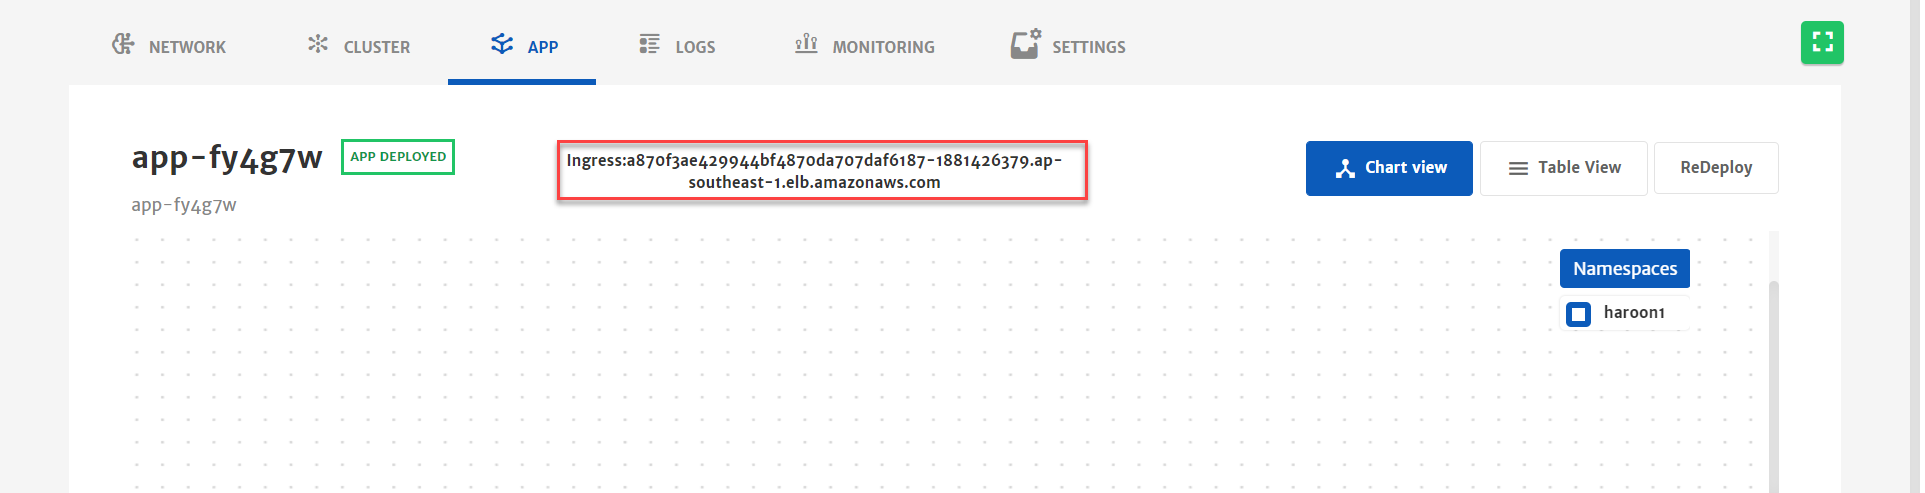 NETWORK
CLUSTER
APP
LOGS
MONITORING
SETTINGS
app-fy4g7w
APP DEPLOYED
Ingress:a870f3ae429944bf4870da707daf6187-1881426379.ap-
southeast-1.elb.amazonaws.com
Chart view
Table View
ReDeploy
app-fy4g7w
Namespaces
haroon1